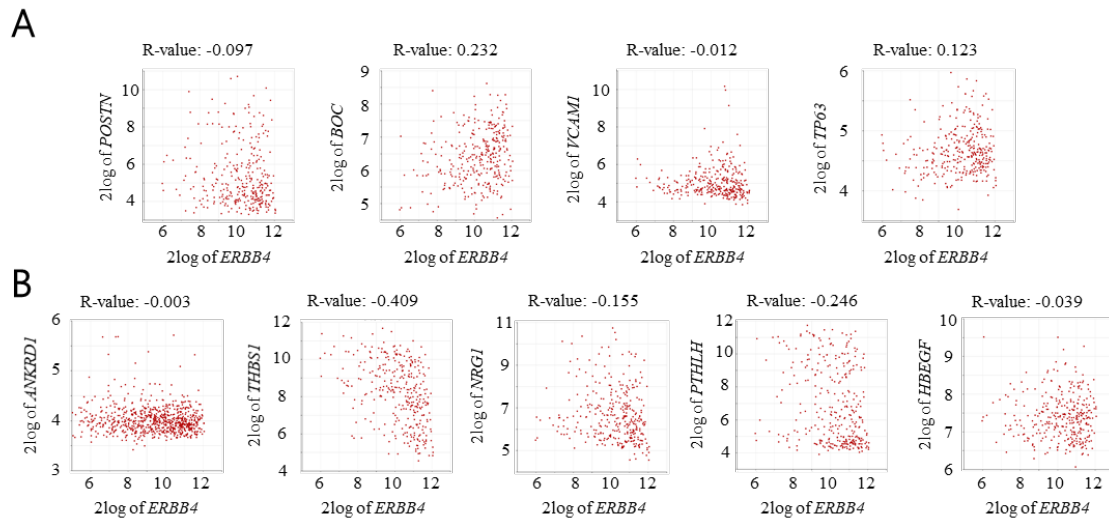 A
R-value: -0.097
R-value: 0.232
R-value: -0.012
R-value: 0.123
2log of POSTN
10
8
6
4
6 8 10 12
2log of ERBB4
2log of BOC
9
8
7
6
5
6 8 10 12
2log of ERBB4
2log of VCAM1
10
8
6
4
6 8 10 12
2log of ERBB4
2log of TP63
6
5
4
6 8 10 12
2log of ERBB4
B
R-value: -0.003
R-value: -0.409
R-value: -0.155
R-value: -0.246
R-value: -0.039
2log of ANKRD1
6
5
4
3
6 8 10 12
2log of ERBB4
2log of THBS1
12
10
8
6
4
6 8 10 12
2log of ERBB4
2log of NRG1
11
9
7
5
6 8 10 12
2log of ERBB4
2log of PTHLH
12
10
8
6
4
6 8 10 12
2log of ERBB4
2log of HBEGF
10
9
8
7
6
6 8 10 12
2log of ERBB4